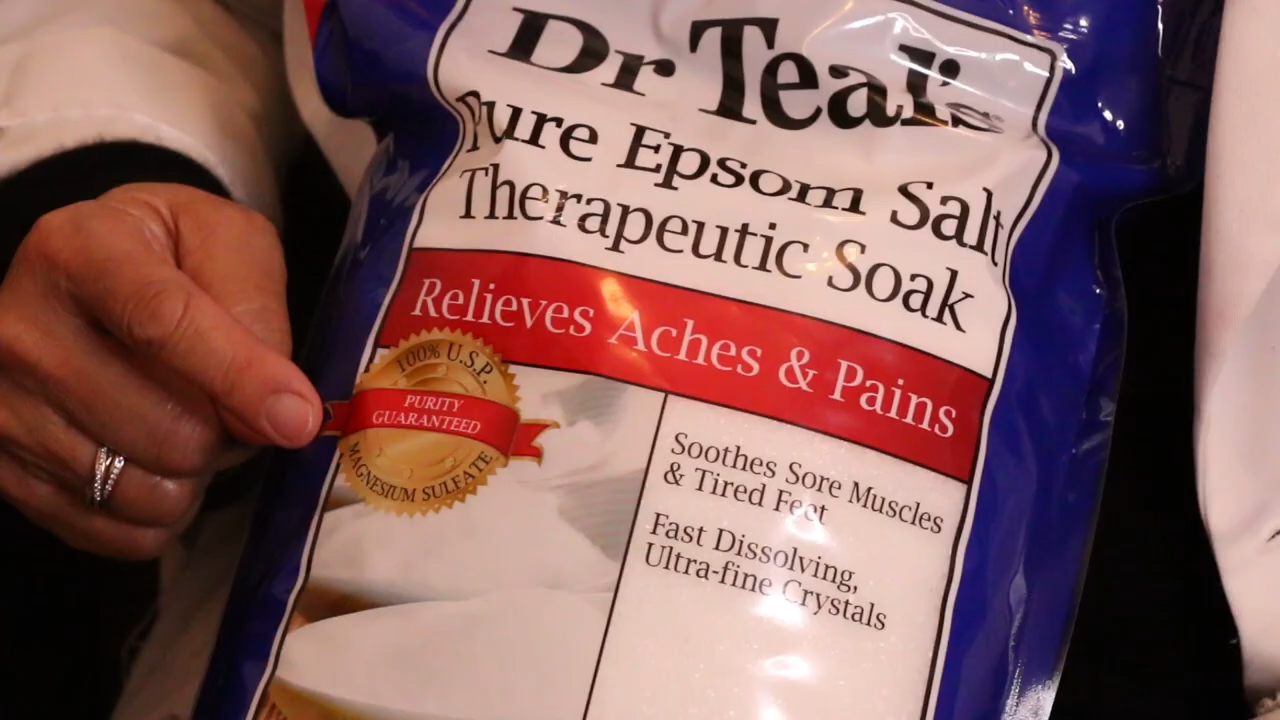 Dr Teal's
Pure Epsom Salt
Therapeutic Soak
Relieves Aches & Pains
100% U.S.P.
PURITY
GUARANTEED
MAGNESIUM SULFATE
Soothes Sore Muscles
& Tired Feet
Fast Dissolving,
Ultra-fine Crystals